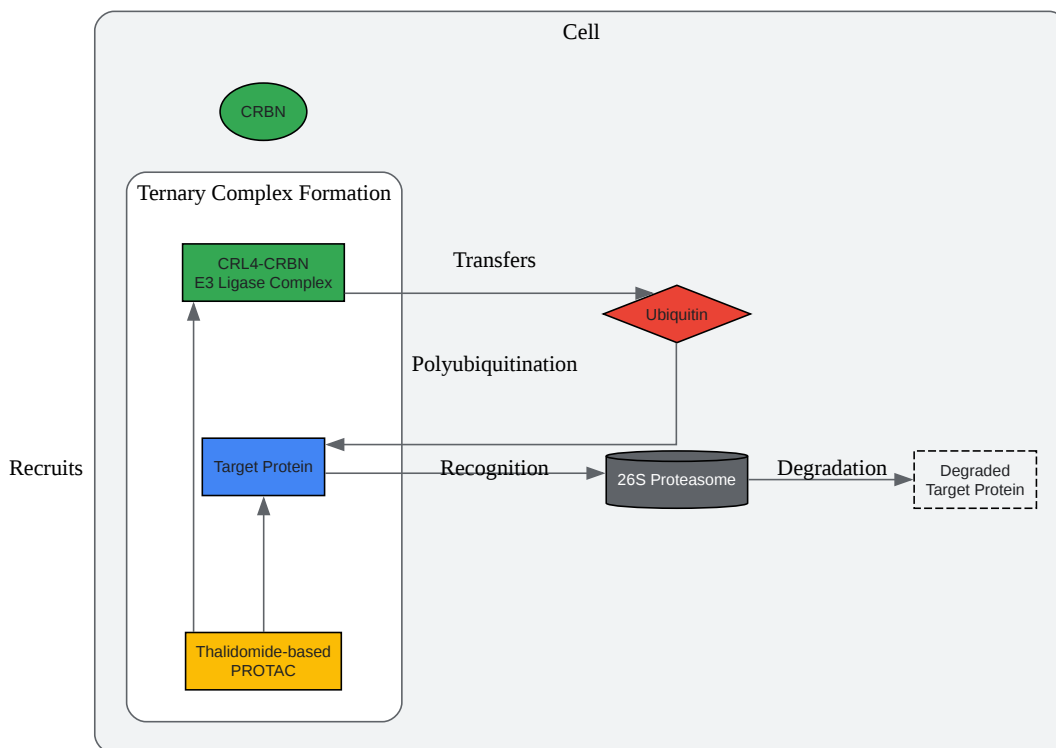 Cell
CRBN
Ternary Complex Formation
CRL4-CRBN
E3 Ligase Complex
Transfers
Ubiquitin
Polyubiquitination
Recruits
Target Protein
Recognition
26S Proteasome
Degradation
Degraded
Target Protein
Thalidomide-based
PROTAC